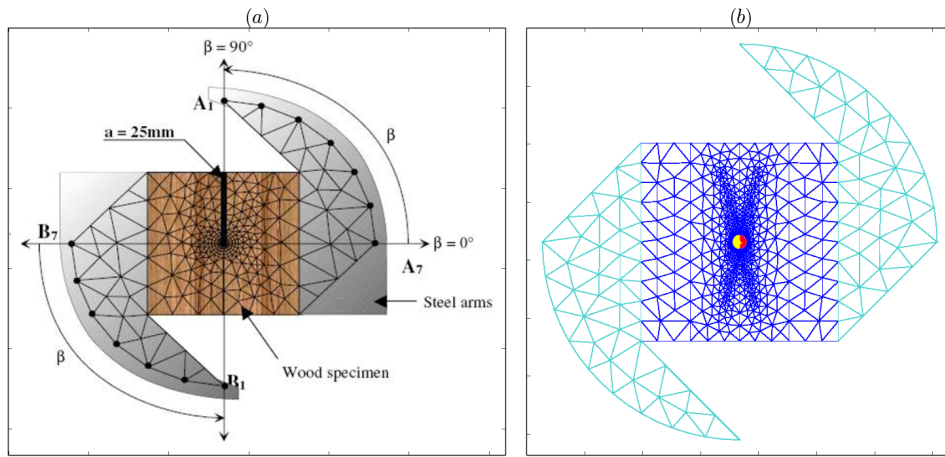 (a)
β = 90°
A1
β
a = 25mm
B7
β = 0°
A7
Steel arms
β
Wood specimen
B1
(b)